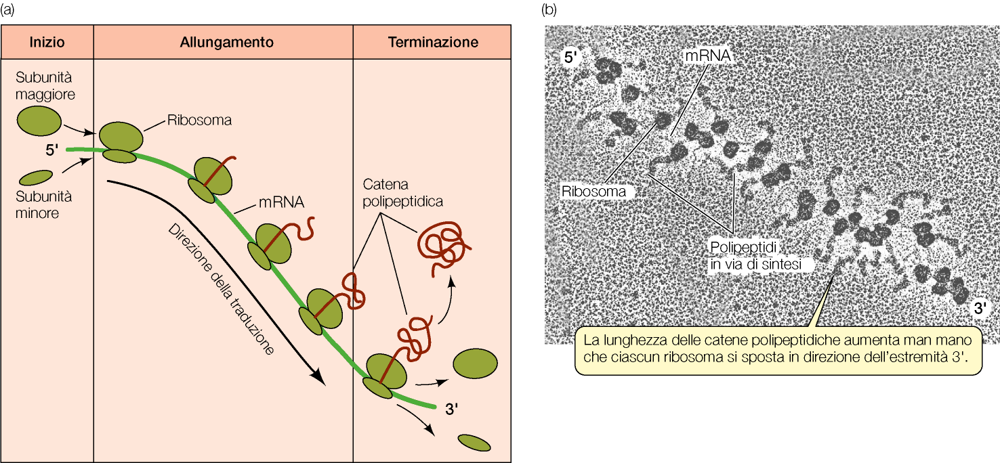 (a)
Inizio
Allungamento
Terminazione
Subunità
maggiore
Ribosoma
5'
Subunità
minore
mRNA
Catena
polipeptidica
Direzione della traduzione
3'
(b)
5'
mRNA
Ribosoma
Polipeptidi
in via di sintesi
3'
La lunghezza delle catene polipeptidiche aumenta man mano
che ciascun ribosoma si sposta in direzione dell'estremità 3'.